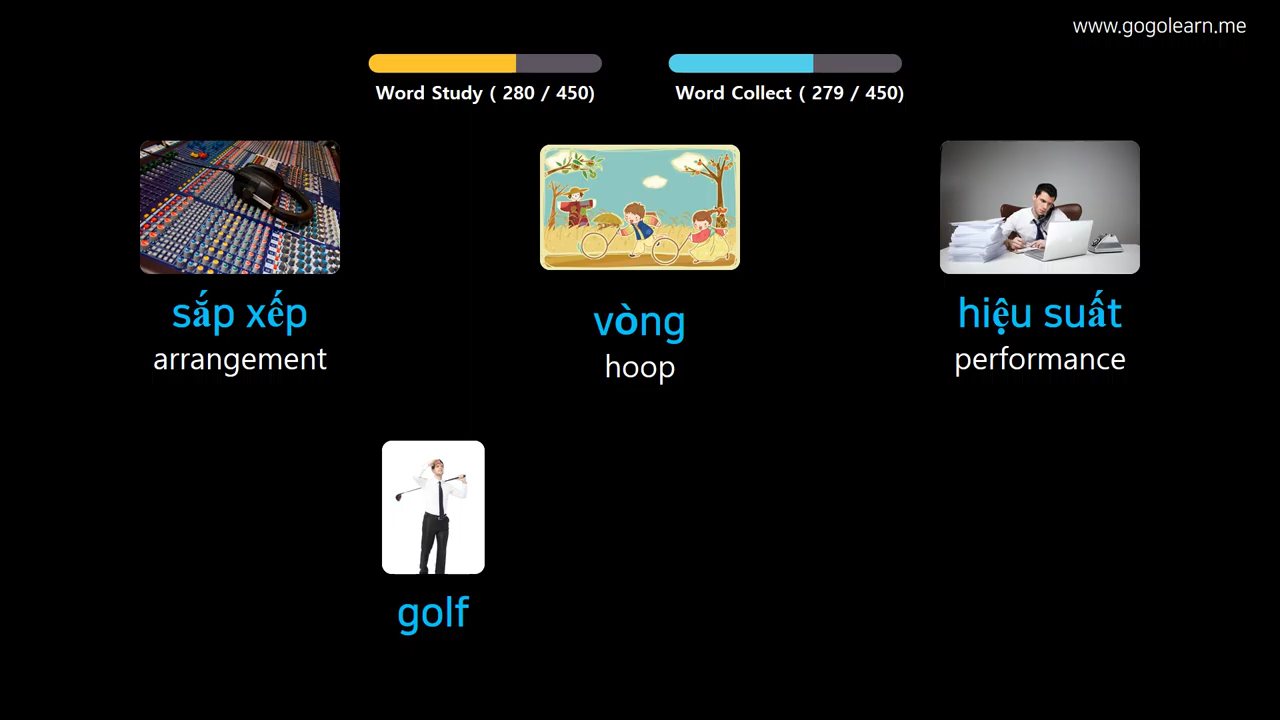 www.gogolearn.me
Word Study ( 280 / 450)
Word Collect ( 279 / 450)
sắp xếp
arrangement
vòng
hoop
hiệu suất
performance
golf